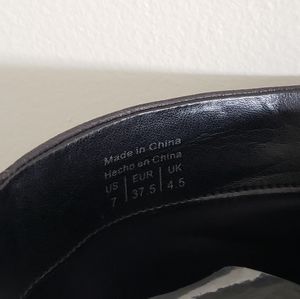 Made in China
Hecho en China
US | EUR | UK
7 | 37.5 | 4.5